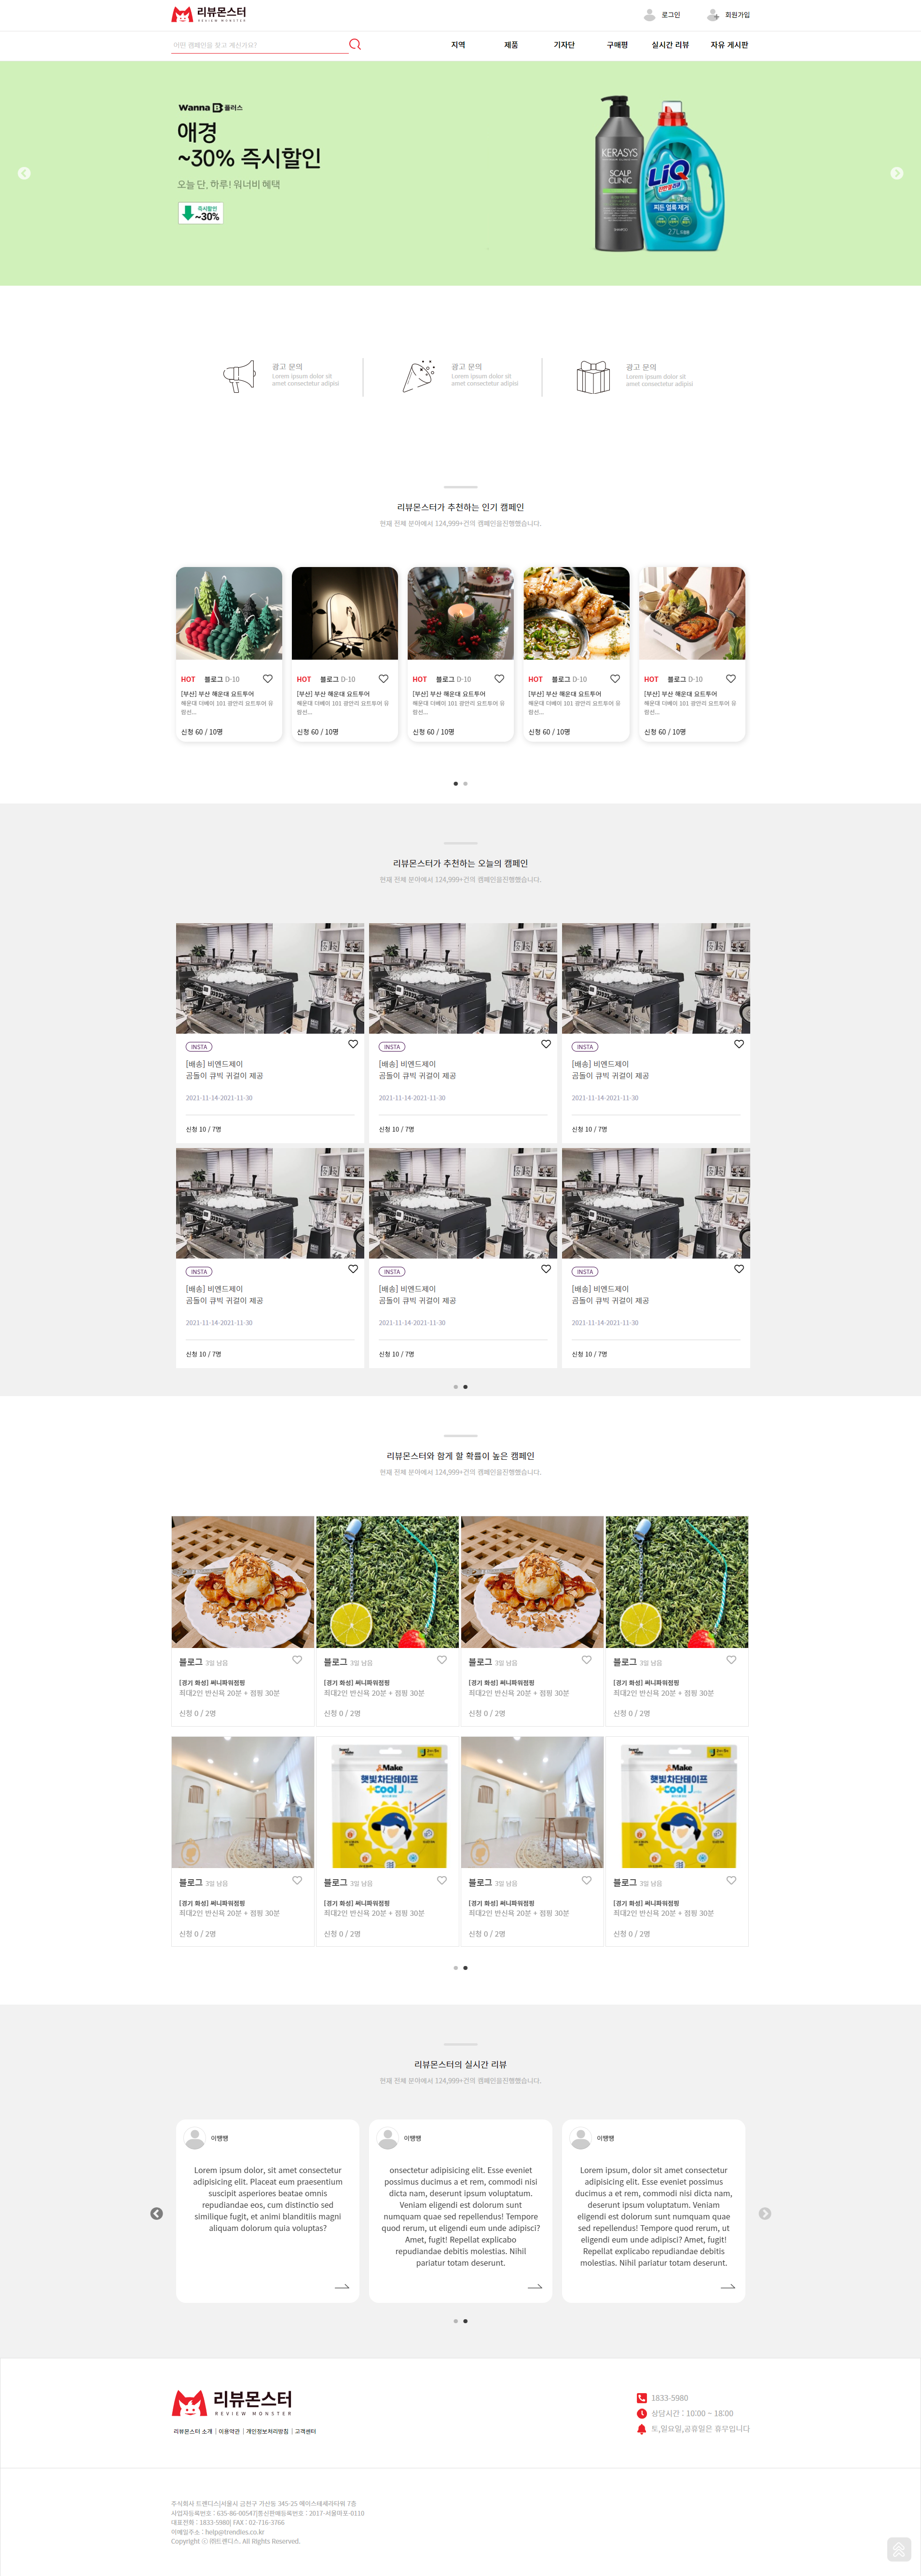 리뷰몬스터
REVIEW MONSTER
로그인
회원가입
어떤 캠페인을 찾고 계신가요?
지역
제품
기자단
구매평
실시간 리뷰
자유 게시판
Wanna B 플러스
애경
~30% 즉시할인
오늘 단, 하루! 워너비 혜택
즉시할인
~30%
KERASYS
SCALP
CLINIC
LiQ
찌든 얼룩 제거
2.7L
광고 문의
Lorem ipsum dolor sit
amet consectetur adipisi
광고 문의
Lorem ipsum dolor sit
amet consectetur adipisi
광고 문의
Lorem ipsum dolor sit
amet consectetur adipisi
리뷰몬스터가 추천하는 인기 캠페인
현재 전체 분야에서 124,999+건의 캠페인을진행했습니다.
HOT 블로그 D-10
[부산] 부산 해운대 요트투어
해운대 더베이 101 광안리 요트투어 유
람선...
신청 60 / 10명
HOT 블로그 D-10
[부산] 부산 해운대 요트투어
해운대 더베이 101 광안리 요트투어 유
람선...
신청 60 / 10명
HOT 블로그 D-10
[부산] 부산 해운대 요트투어
해운대 더베이 101 광안리 요트투어 유
람선...
신청 60 / 10명
HOT 블로그 D-10
[부산] 부산 해운대 요트투어
해운대 더베이 101 광안리 요트투어 유
람선...
신청 60 / 10명
HOT 블로그 D-10
[부산] 부산 해운대 요트투어
해운대 더베이 101 광안리 요트투어 유
람선...
신청 60 / 10명
리뷰몬스터가 추천하는 오늘의 캠페인
현재 전체 분야에서 124,999+건의 캠페인을진행했습니다.
INSTA
[배송] 비엔드제이
곰돌이 큐빅 귀걸이 제공
2021-11-14-2021-11-30
신청 10 / 7명
INSTA
[배송] 비엔드제이
곰돌이 큐빅 귀걸이 제공
2021-11-14-2021-11-30
신청 10 / 7명
INSTA
[배송] 비엔드제이
곰돌이 큐빅 귀걸이 제공
2021-11-14-2021-11-30
신청 10 / 7명
INSTA
[배송] 비엔드제이
곰돌이 큐빅 귀걸이 제공
2021-11-14-2021-11-30
신청 10 / 7명
INSTA
[배송] 비엔드제이
곰돌이 큐빅 귀걸이 제공
2021-11-14-2021-11-30
신청 10 / 7명
INSTA
[배송] 비엔드제이
곰돌이 큐빅 귀걸이 제공
2021-11-14-2021-11-30
신청 10 / 7명
리뷰몬스터와 함께 할 확률이 높은 캠페인
현재 전체 분야에서 124,999+건의 캠페인을진행했습니다.
블로그 3일 남음
[경기 화성] 써니파워점핑
최대2인 반신욕 20분 + 점핑 30분
신청 0 / 2명
블로그 3일 남음
[경기 화성] 써니파워점핑
최대2인 반신욕 20분 + 점핑 30분
신청 0 / 2명
블로그 3일 남음
[경기 화성] 써니파워점핑
최대2인 반신욕 20분 + 점핑 30분
신청 0 / 2명
블로그 3일 남음
[경기 화성] 써니파워점핑
최대2인 반신욕 20분 + 점핑 30분
신청 0 / 2명
블로그 3일 남음
[경기 화성] 써니파워점핑
최대2인 반신욕 20분 + 점핑 30분
신청 0 / 2명
Make
햇빛차단테이프
+Cool J
블로그 3일 남음
[경기 화성] 써니파워점핑
최대2인 반신욕 20분 + 점핑 30분
신청 0 / 2명
블로그 3일 남음
[경기 화성] 써니파워점핑
최대2인 반신욕 20분 + 점핑 30분
신청 0 / 2명
Make
햇빛차단테이프
+Cool J
블로그 3일 남음
[경기 화성] 써니파워점핑
최대2인 반신욕 20분 + 점핑 30분
신청 0 / 2명
리뷰몬스터의 실시간 리뷰
현재 전체 분야에서 124,999+건의 캠페인을진행했습니다.
이땡땡
Lorem ipsum dolor, sit amet consectetur
adipisicing elit. Placeat eum praesentium
suscipit asperiores beatae omnis
repudiandae eos, cum distinctio sed
similique fugit, et animi blanditiis magni
aliquam dolorum quia voluptas?
이땡땡
onsectetur adipisicing elit. Esse eveniet
possimus ducimus a et rem, commodi nisi
dicta nam, deserunt ipsum voluptatum.
Veniam eligendi est dolorum sunt
numquam quae sed repellendus! Tempore
quod rerum, ut eligendi eum unde adipisci?
Amet, fugit! Repellat explicabo
repudiandae debitis molestias. Nihil
pariatur totam deserunt.
이땡땡
Lorem ipsum, dolor sit amet consectetur
adipisicing elit. Esse eveniet possimus
ducimus a et rem, commodi nisi dicta nam,
deserunt ipsum voluptatum. Veniam
eligendi est dolorum sunt numquam quae
sed repellendus! Tempore quod rerum, ut
eligendi eum unde adipisci? Amet, fugit!
Repellat explicabo repudiandae debitis
molestias. Nihil pariatur totam deserunt.
리뷰몬스터
REVIEW MONSTER
리뷰몬스터 소개 | 이용약관 | 개인정보처리방침 | 고객센터
1833-5980
상담시간 : 10:00 ~ 18:00
토,일요일,공휴일은 휴무입니다
주식회사 트랜디스|서울시 금천구 가산동 345-25 에이스테세라타워 7층
사업자등록번호 : 635-86-00547|통신판매등록번호 : 2017-서울마포-0110
대표전화 : 1833-5980| FAX : 02-716-3766
이메일주소 : help@trendies.co.kr
Copyright ⓒ ㈜트랜디스. All Rights Reserved.